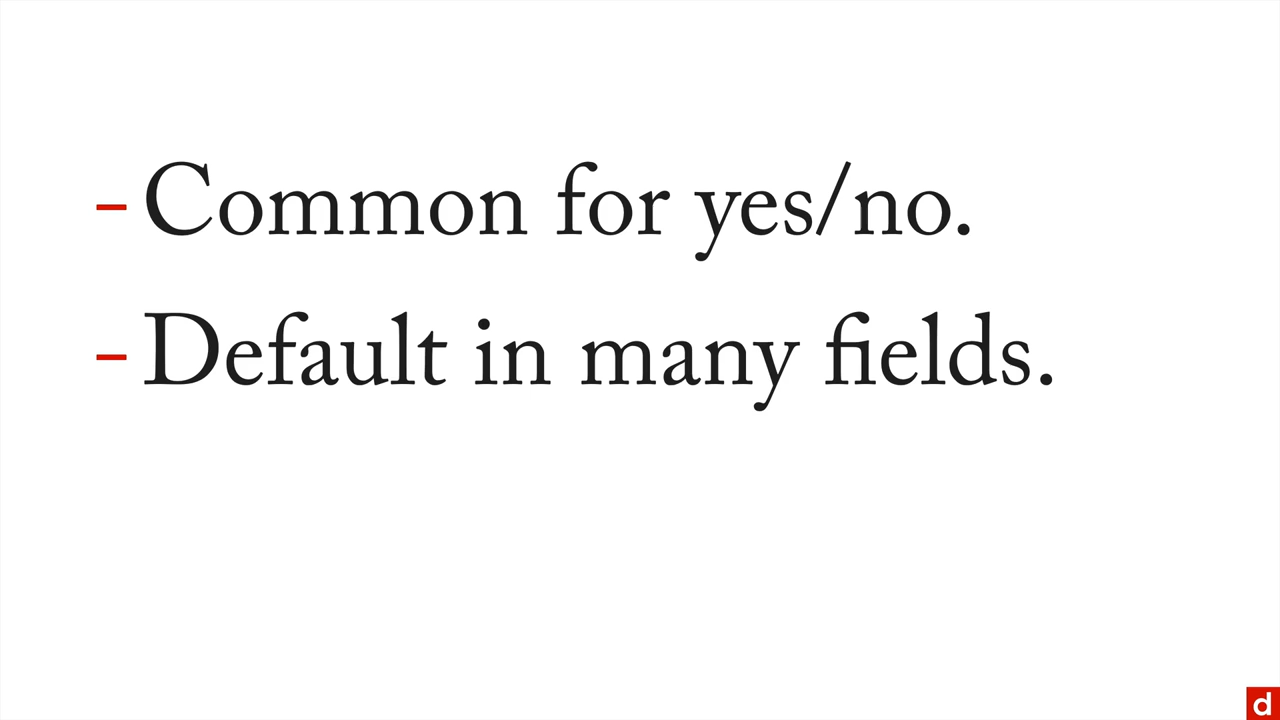 - Common for yes/no.
- Default in many fields.
d